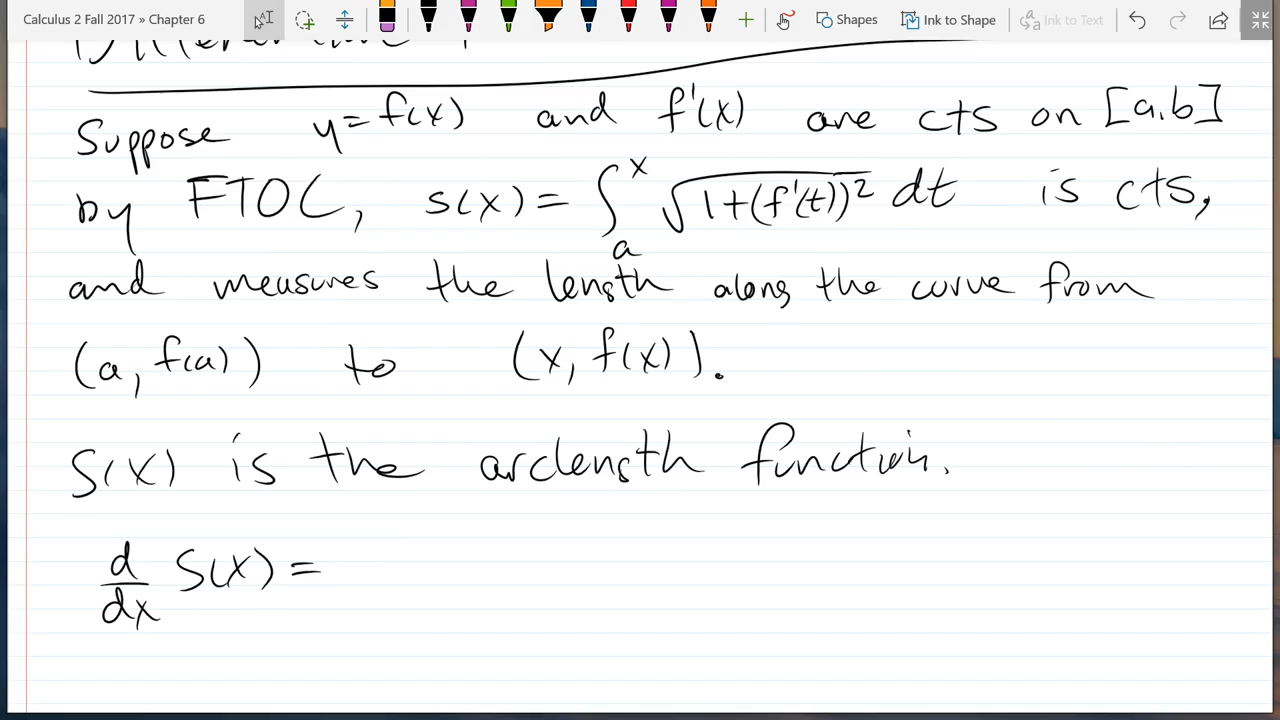 Calculus 2 Fall 2017 » Chapter 6
Shapes
Ink to Shape
Ink to Text
Suppose y=f(x) and f'(x) are cts on [a,b]
by FTOC, s(x) = ∫ₐˣ √(1+(f'(t))²) dt is cts,
and measures the length along the curve from
(a, f(a)) to (x, f(x)).
S(x) is the arclength function.
d/dx S(x) =